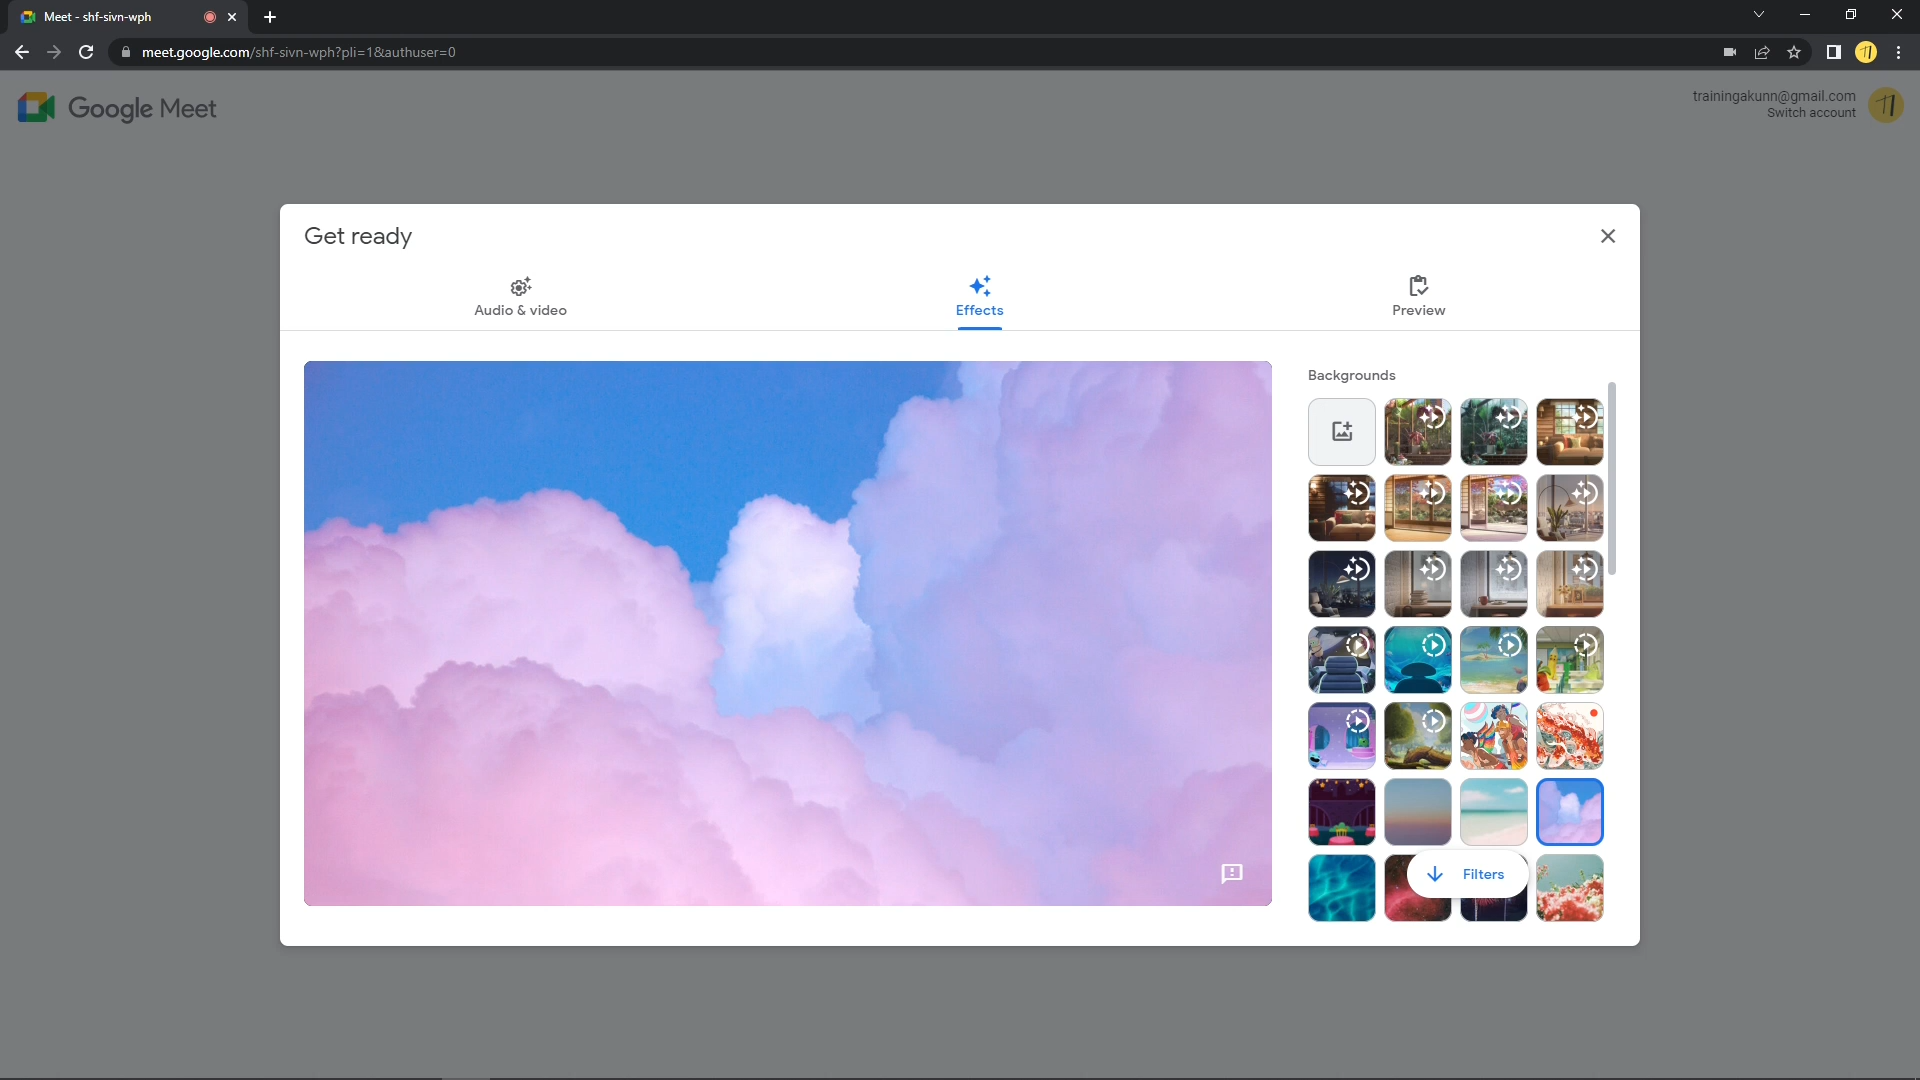 Meet - shf-sivn-wph
meet.google.com/shf-sivn-wph?pli=1&authuser=0
Google Meet
trainingakunn@gmail.com
Switch account
Get ready
Audio & video
Effects
Preview
Backgrounds
Filters